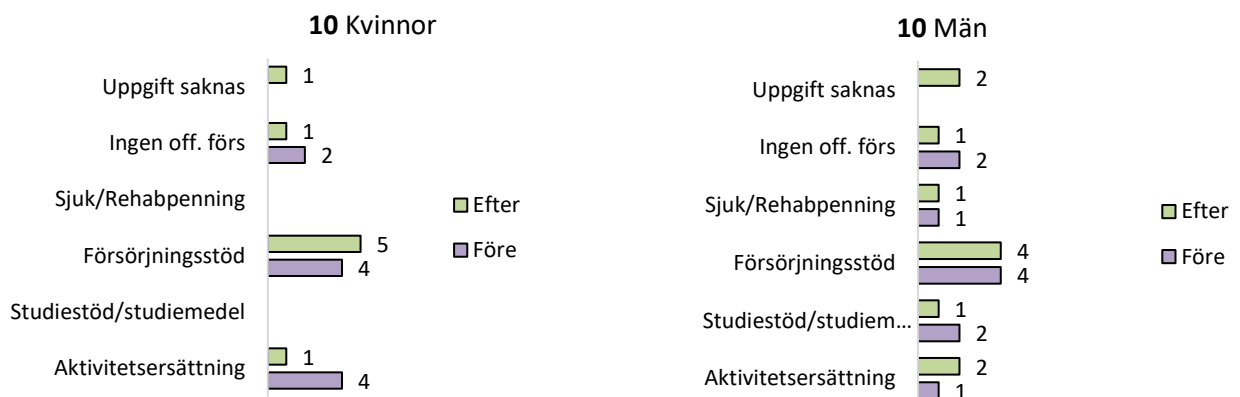 10 Kvinnor
Uppgift saknas
1
Ingen off. förs
1
2
Sjuk/Rehabpenning
Försörjningsstöd
5
4
Studiestöd/studiemedel
Aktivitetsersättning
1
4
Efter
Före
10 Män
Uppgift saknas
2
Ingen off. förs
1
2
Sjuk/Rehabpenning
1
1
Försörjningsstöd
4
4
Studiestöd/studiem...
1
2
Aktivitetsersättning
2
1
Efter
Före